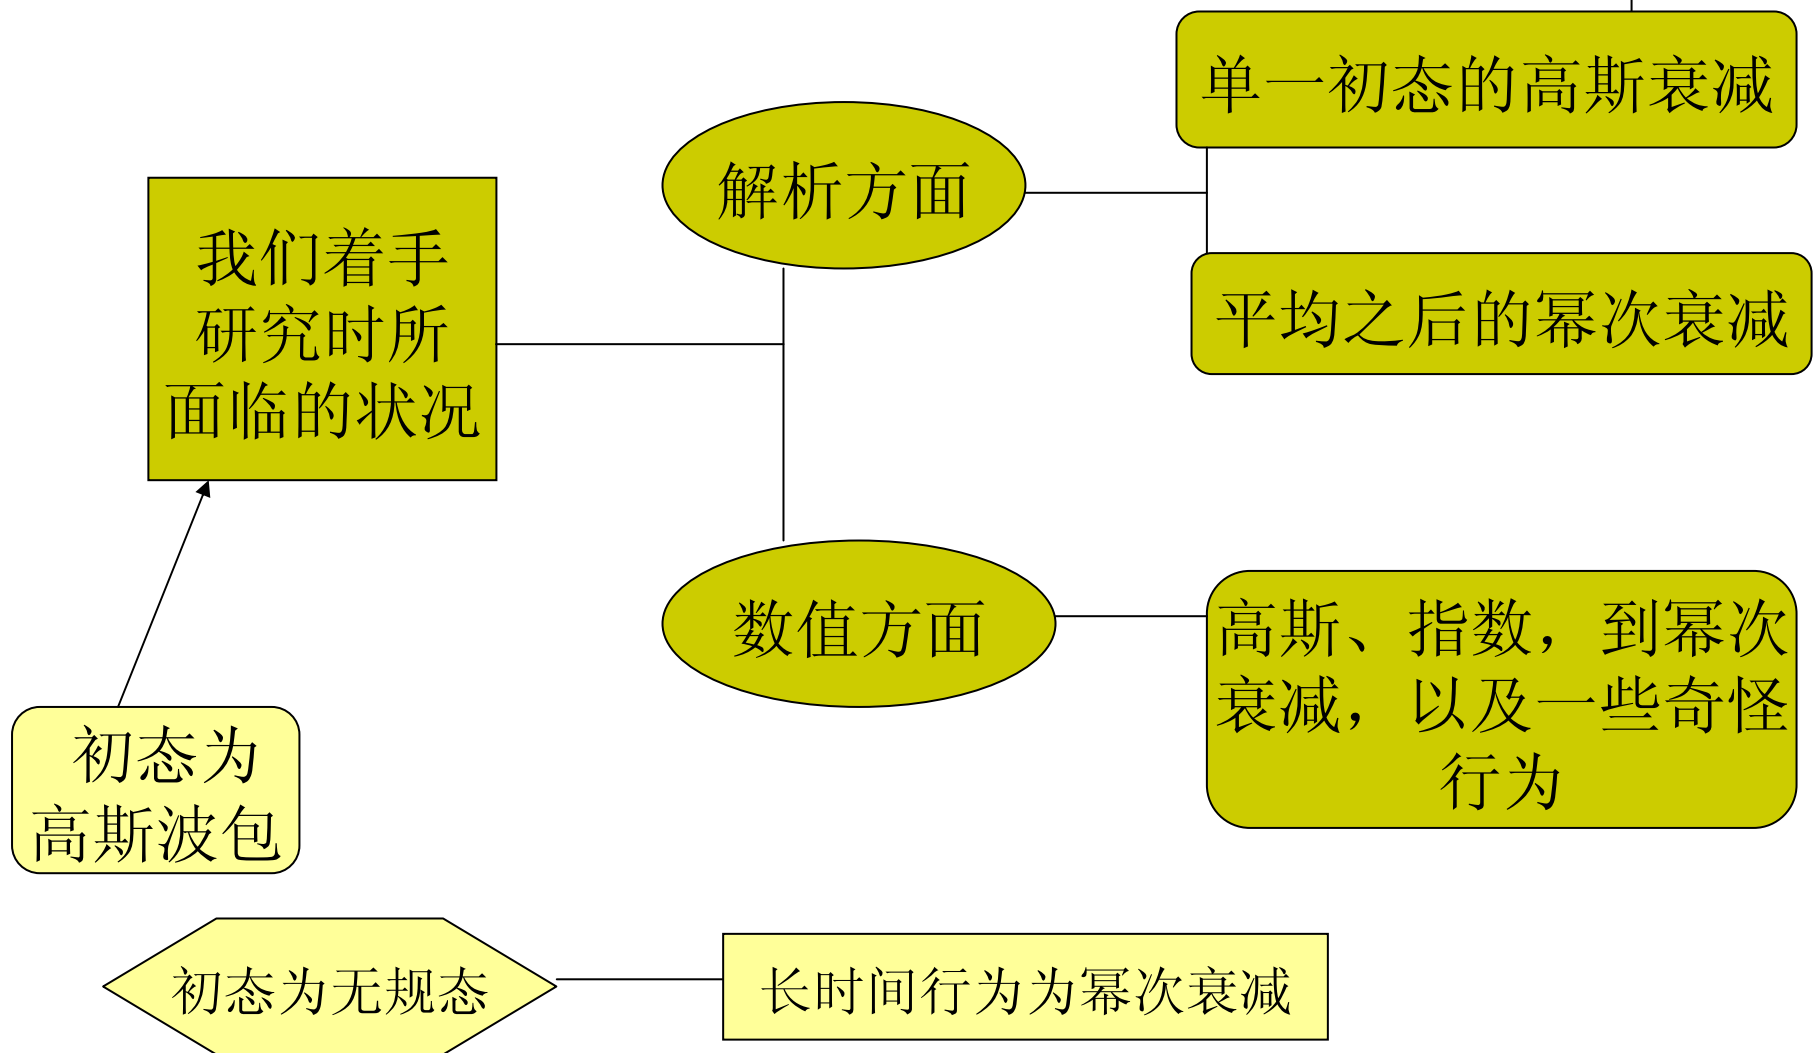 单一初态的高斯衰减
解析方面
我们着手
研究时所
面临的状况
平均之后的幂次衰减
数值方面
高斯、指数，到幂次
衰减，以及一些奇怪
行为
初态为
高斯波包
初态为无规态
长时间行为为幂次衰减